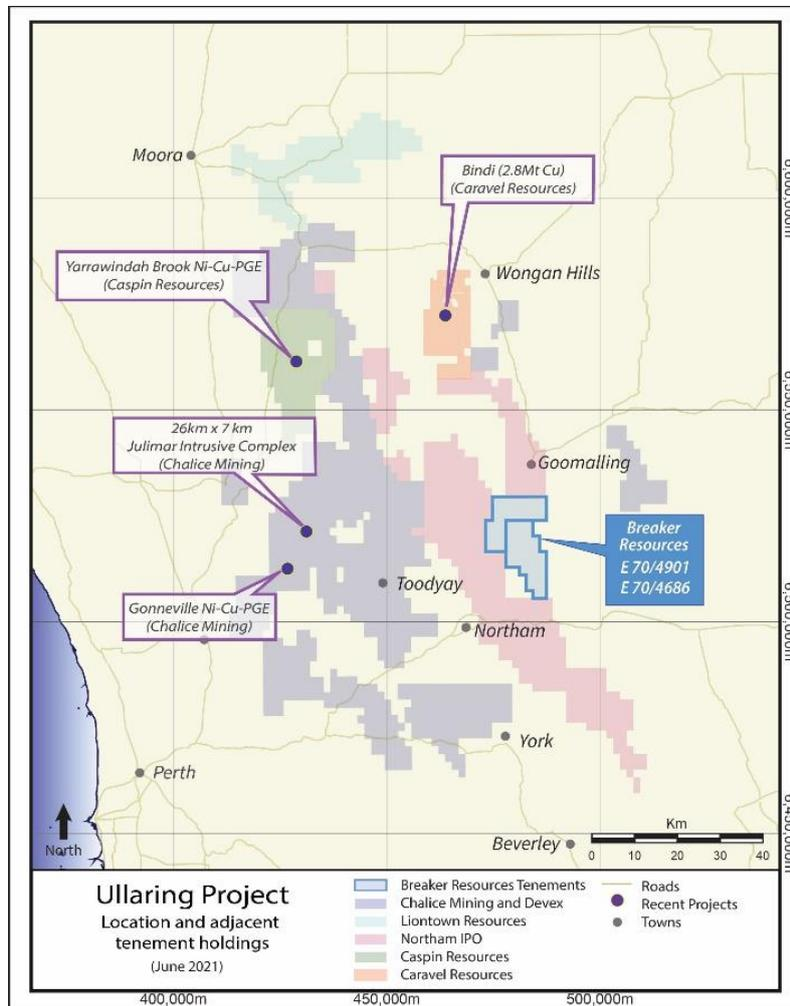 Moora
Bindi (2.8Mt Cu)
(Caravel Resources)
Yarrawindah Brook Ni-Cu-PGE
(Caspin Resources)
Wongan Hills
26km x 7 km
Julimar Intrusive Complex
(Chalice Mining)
Goomalling
Breaker
Resources
E 70/4901
E 70/4686
Toodyay
Gonneville Ni-Cu-PGE
(Chalice Mining)
Northam
York
Perth
Beverley
North
Km
0 10 20 30 40
Ullaring Project
Location and adjacent
tenement holdings
(June 2021)
Breaker Resources Tenements
Chalice Mining and Devex
Liontown Resources
Northam IPO
Caspin Resources
Caravel Resources
Roads
Recent Projects
Towns
400,000m 450,000m 500,000m